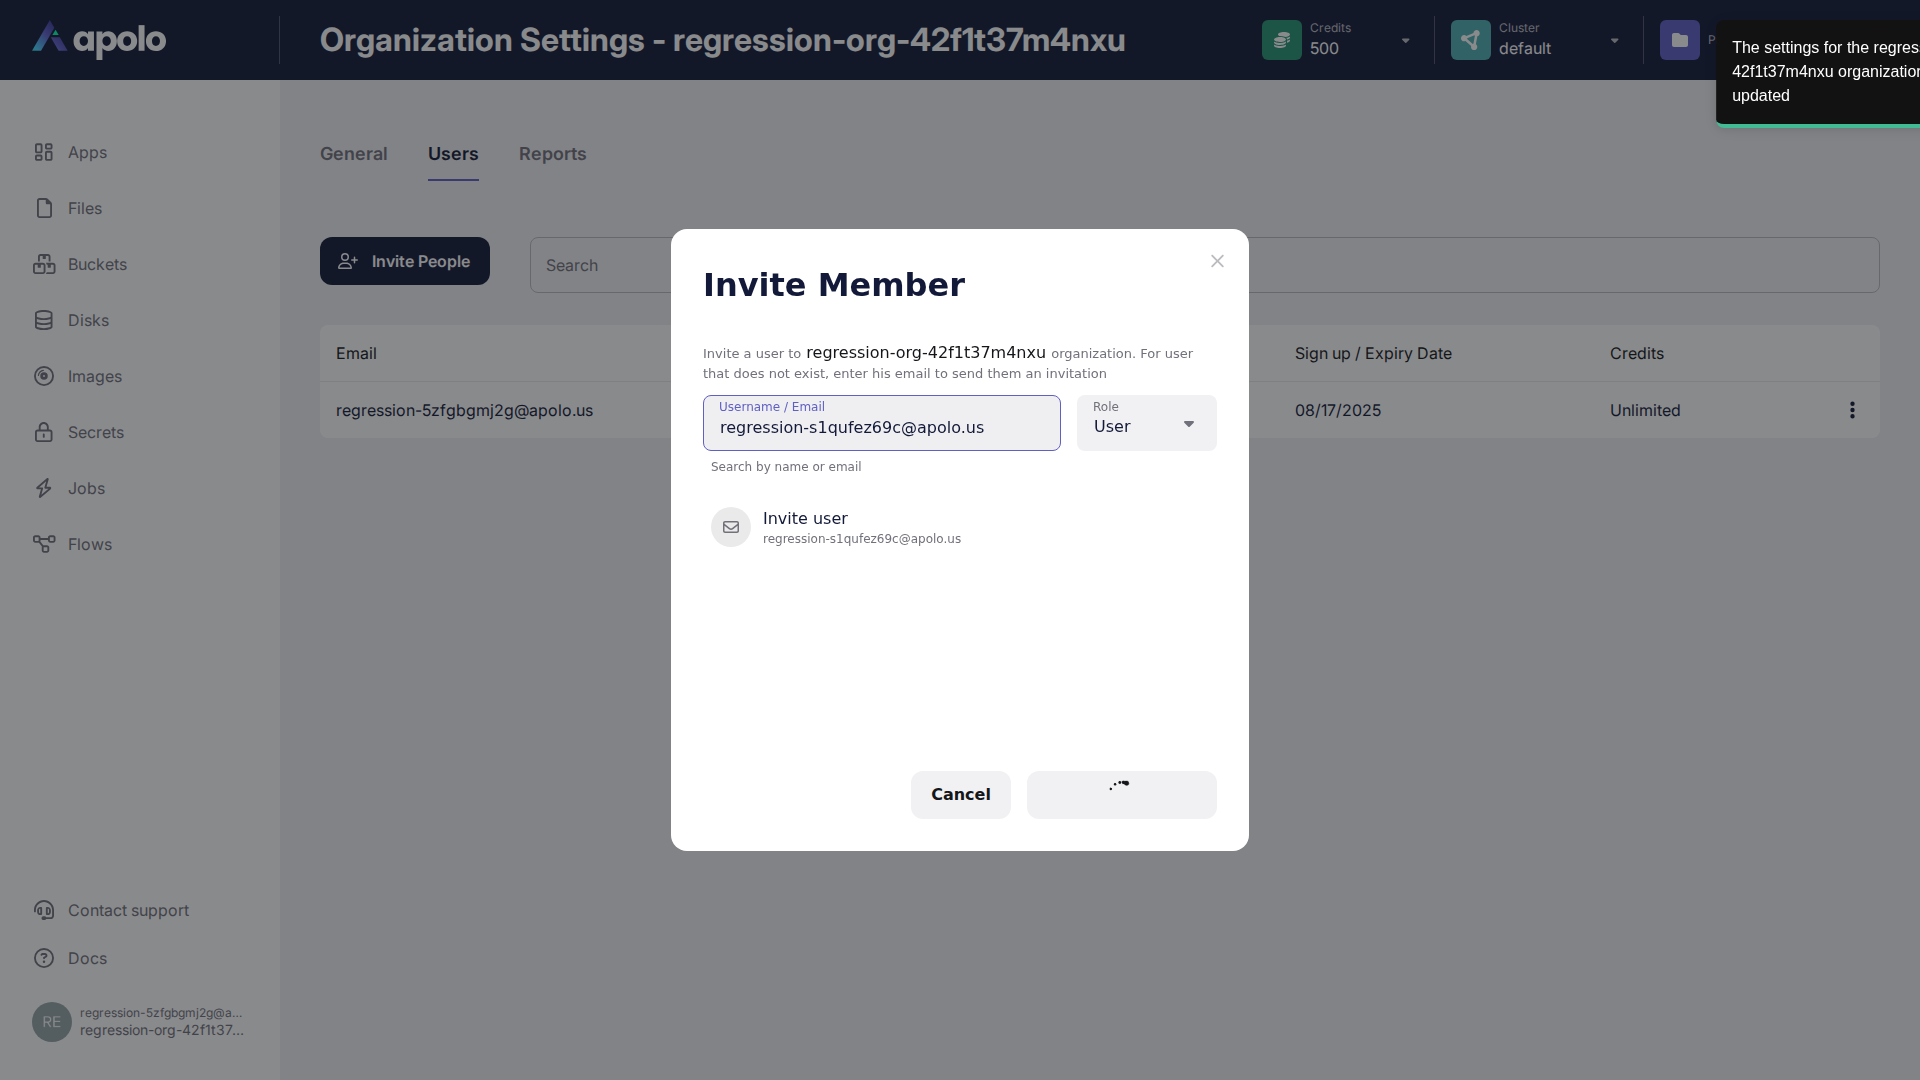 apolo
Organization Settings - regression-org-42f1t37m4nxu
Credits
500
Cluster
default
P
The settings for the regres
42f1t37m4nxu organization
updated
Apps
Files
Buckets
Disks
Images
Secrets
Jobs
Flows
Contact support
Docs
RE
regression-5zfgbgmj2g@a...
regression-org-42f1t37...
General
Users
Reports
Invite People
Search
Email
Sign up / Expiry Date
Credits
regression-5zfgbgmj2g@apolo.us
08/17/2025
Unlimited
Invite Member
Invite a user to regression-org-42f1t37m4nxu organization. For user
that does not exist, enter his email to send them an invitation
Username / Email
regression-s1qufez69c@apolo.us
Role
User
Search by name or email
Invite user
regression-s1qufez69c@apolo.us
Cancel